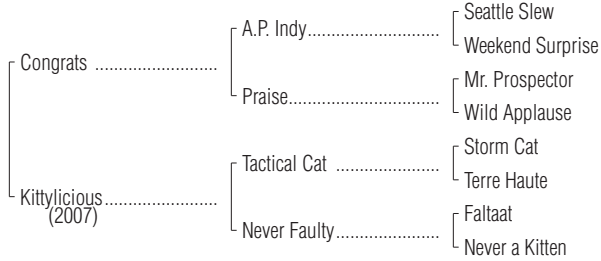 Seattle Slew
A.P. Indy
Weekend Surprise
Congrats
Mr. Prospector
Praise
Wild Applause
Storm Cat
Tactical Cat
Terre Haute
Kittylicious
(2007)
Faltaat
Never Faulty
Never a Kitten